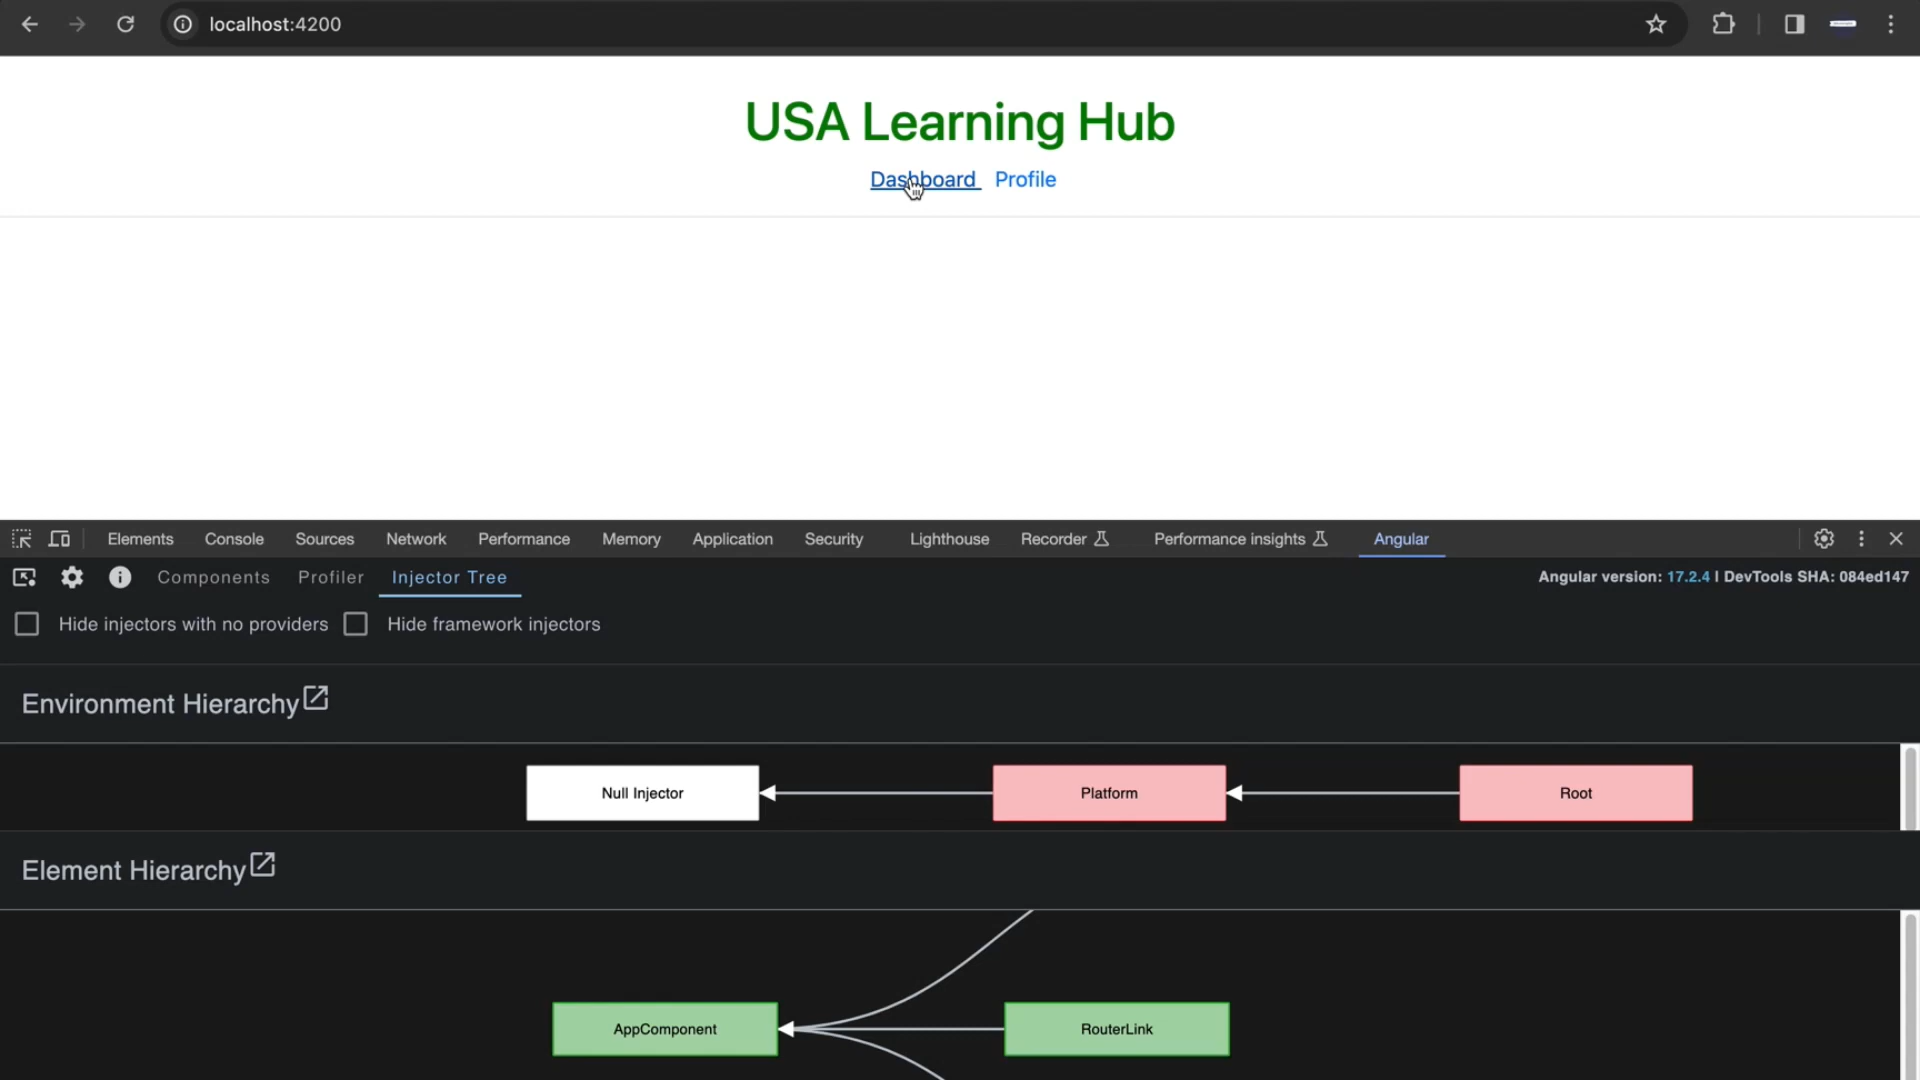 localhost:4200
USA Learning Hub
Dashboard Profile
Elements Console Sources Network Performance Memory Application Security Lighthouse Recorder Performance insights Angular
Components Profiler Injector Tree Angular version: 17.2.4 | DevTools SHA: 084ed147
Hide injectors with no providers Hide framework injectors
Environment Hierarchy
Null Injector Platform Root
Element Hierarchy
AppComponent RouterLink